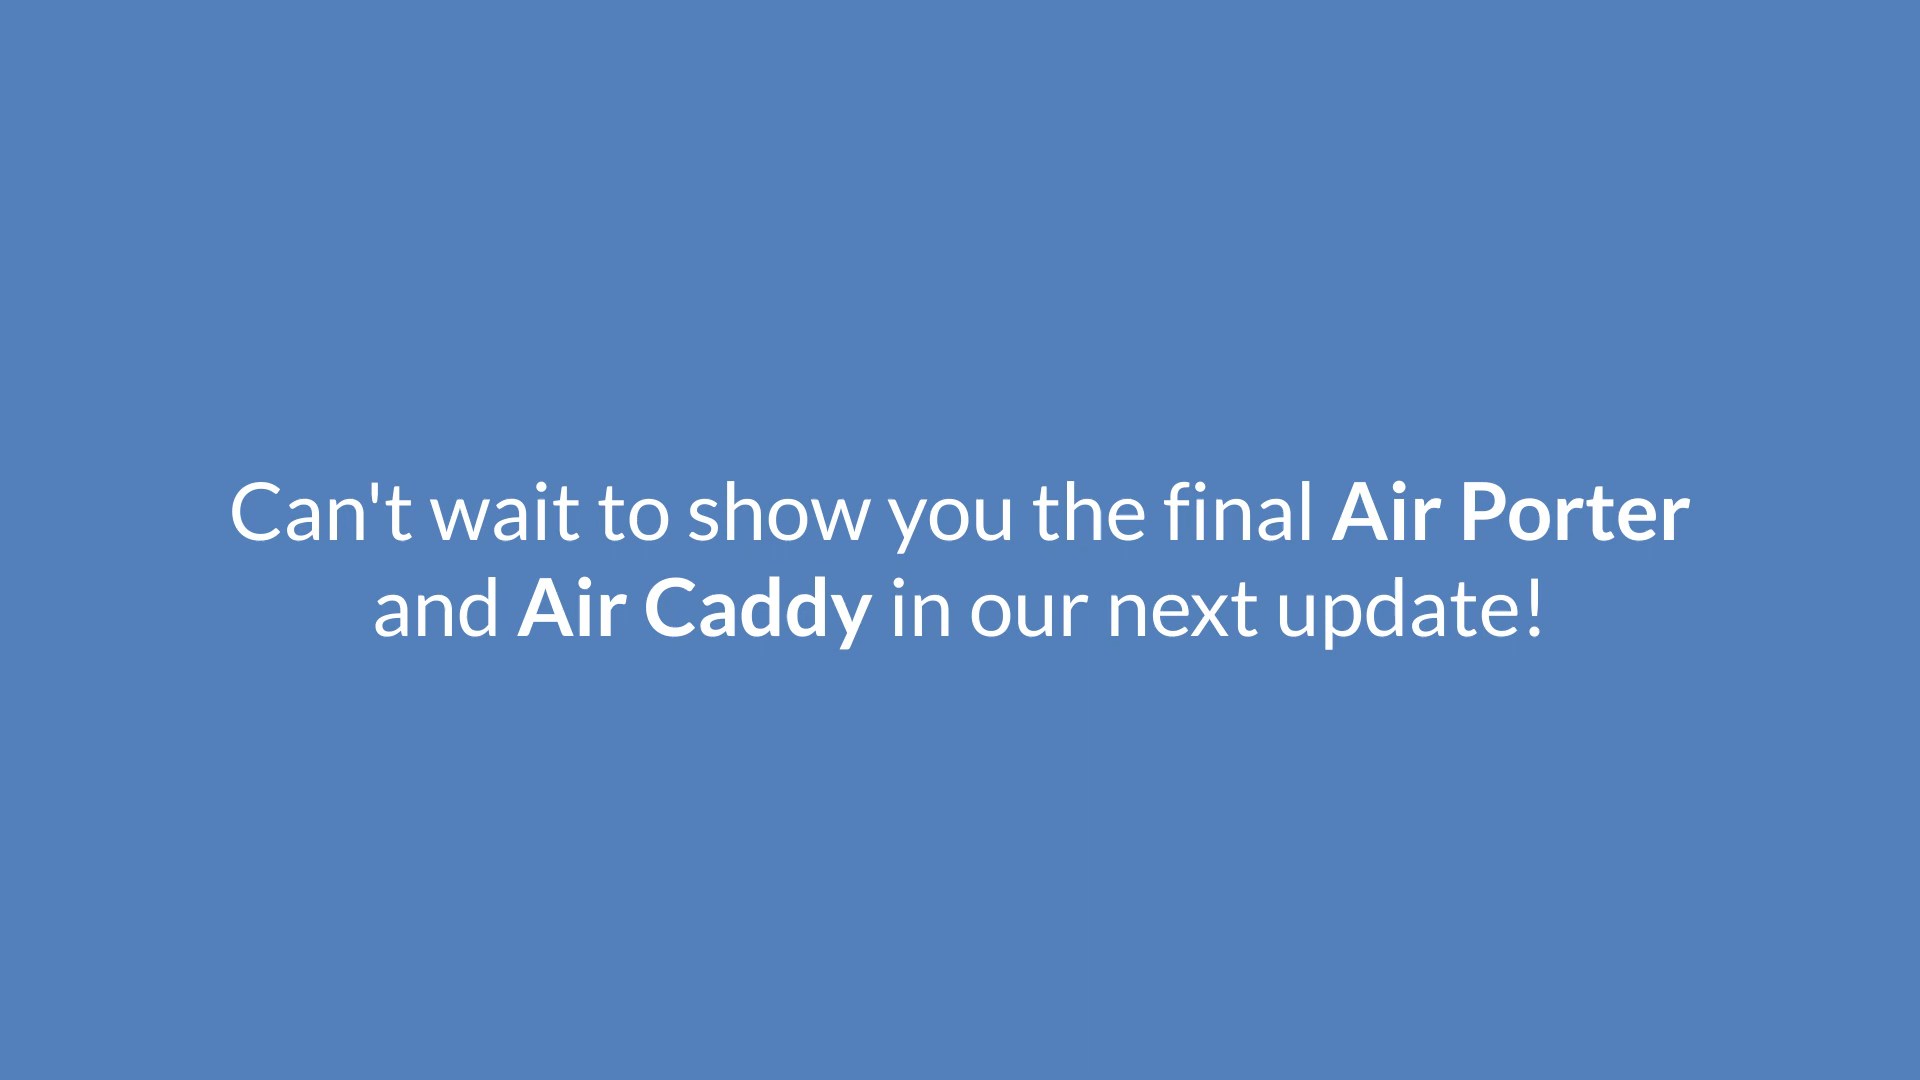 Can't wait to show you the final Air Porter
and Air Caddy in our next update!